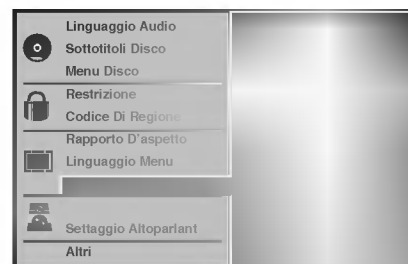 Linguaggio Audio
Sottotitoli Disco
Menu Disco
Restrizione
Codice Di Regione
Rapporto D'aspetto
Linguaggio Menu
Settaggio Altoparlant
Altri